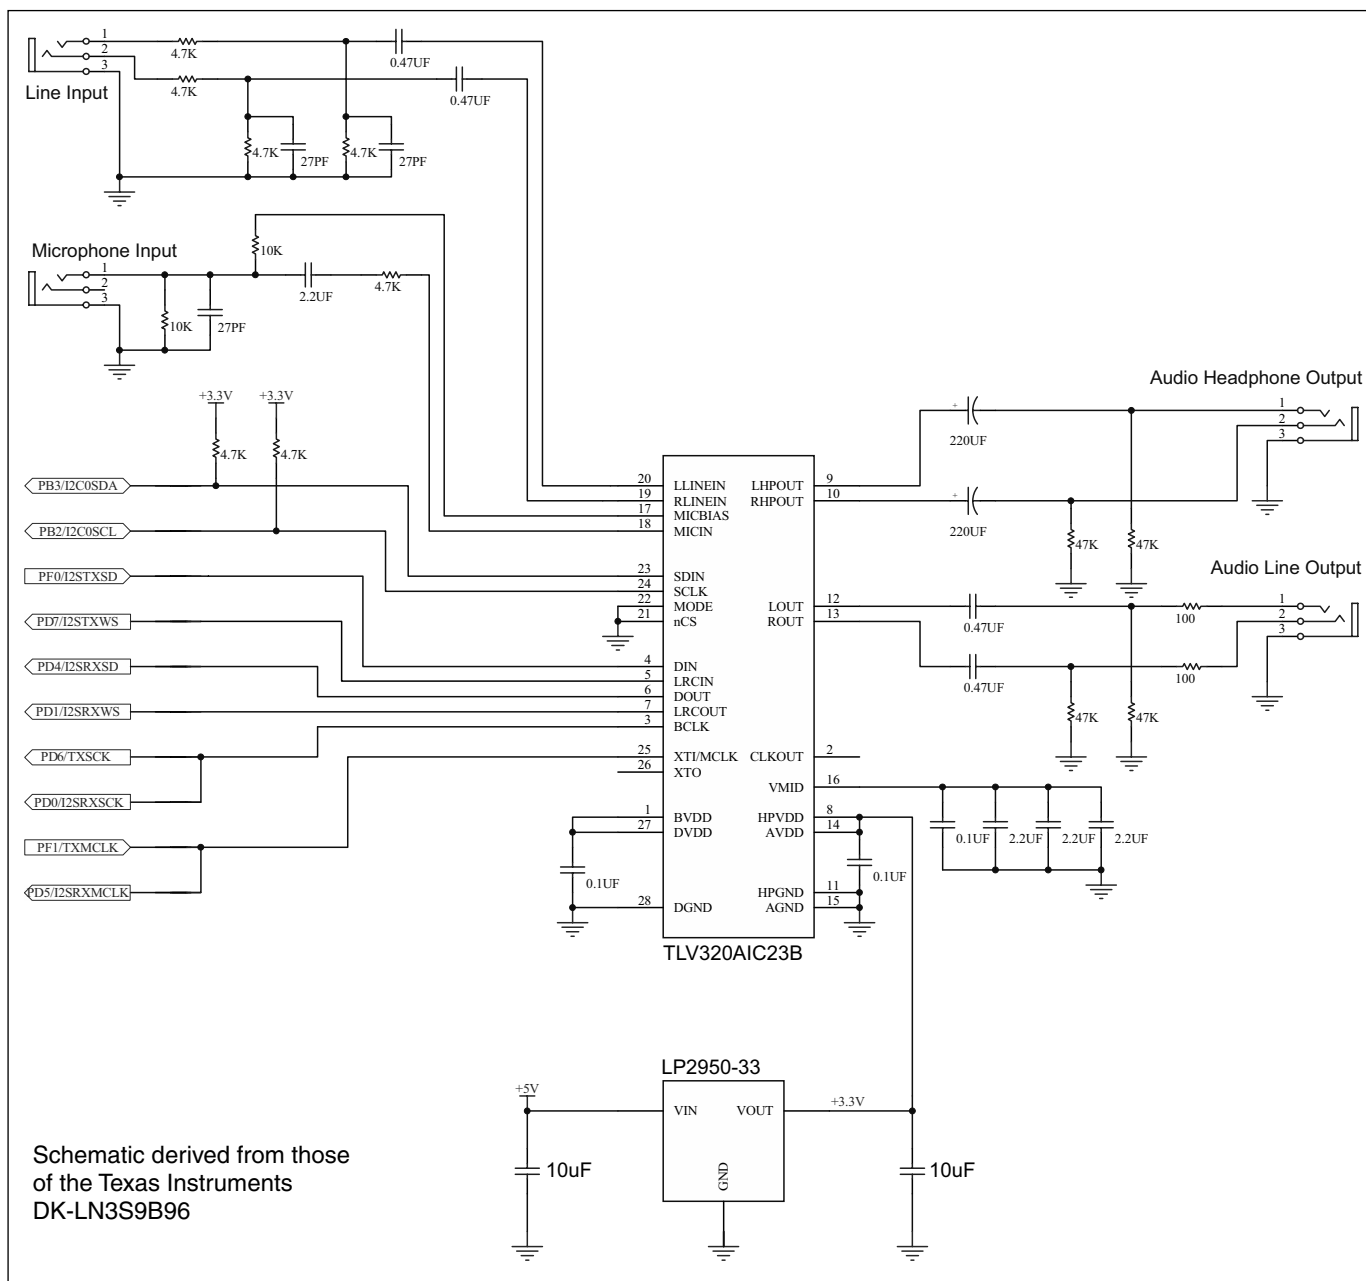 1
2
3
4.7K
4.7K
0.47UF
0.47UF
Line Input
4.7K
27PF
4.7K
27PF
Microphone Input
1
2
3
10K
2.2UF
4.7K
10K
27PF
+3.3V
+3.3V
4.7K
4.7K
PB3/I2C0SDA
PB2/I2C0SCL
PF0/I2STXSD
PD7/I2STXWS
PD4/I2SRXSD
PD1/I2SRXWS
PD6/TXSCK
PD0/I2SRXSCK
PF1/TXMCLK
PD5/I2SRXMCLK
20 LLINEIN
19 RLINEIN
17 MICBIAS
18 MICIN
23 SDIN
24 SCLK
22 MODE
21 nCS
4 DIN
5 LRCIN
6 DOUT
7 LRCOUT
3 BCLK
25 XTI/MCLK
26 XTO
1 BVDD
27 DVDD
0.1UF
28 DGND
LHPOUT 9
RHPOUT 10
LOUT 12
ROUT 13
CLKOUT 2
VMID 16
HPVDD 8
AVDD 14
HPGND 11
AGND 15
0.1UF
TLV320AIC23B
Audio Headphone Output
+
220UF
+
220UF
1
2
3
47K
47K
Audio Line Output
0.47UF
0.47UF
100
100
1
2
3
47K
47K
0.1UF
2.2UF
2.2UF
2.2UF
LP2950-33
+5V
VIN
VOUT
GND
+3.3V
10uF
10uF
Schematic derived from those
of the Texas Instruments
DK-LN3S9B96